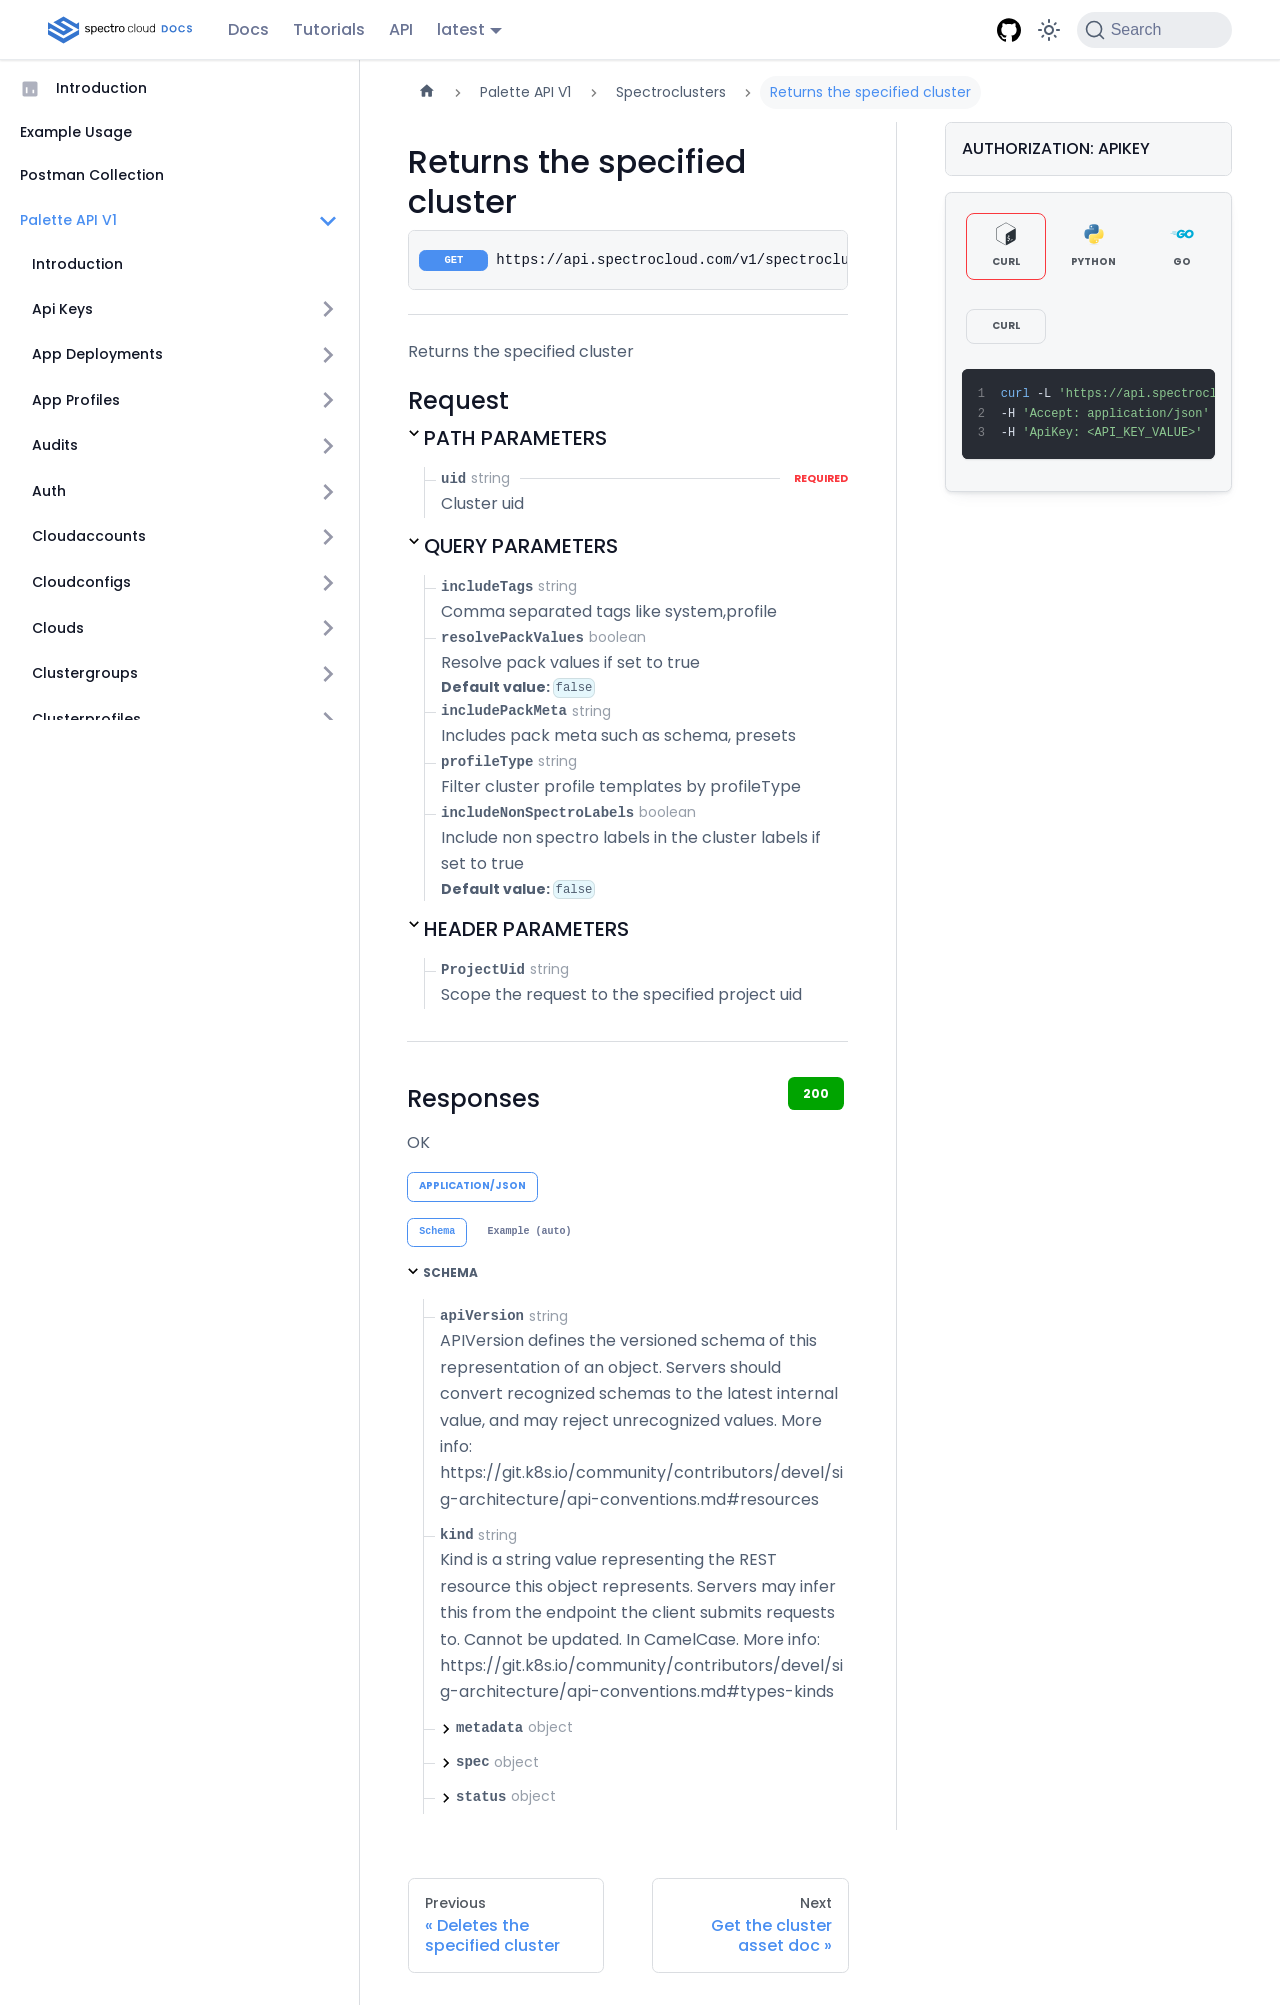 spectro cloud DOCS
Docs
Tutorials
API
latest
Search
Introduction
Example Usage
Postman Collection
Palette API V1
Introduction
Api Keys
App Deployments
App Profiles
Audits
Auth
Cloudaccounts
Cloudconfigs
Clouds
Clustergroups
Clusterprofiles
Palette API V1
Spectroclusters
Returns the specified cluster
Returns the specified
cluster
GET https://api.spectrocloud.com/v1/spectroclu
Returns the specified cluster
Request
PATH PARAMETERS
uid string REQUIRED
Cluster uid
QUERY PARAMETERS
includeTags string
Comma separated tags like system,profile
resolvePackValues boolean
Resolve pack values if set to true
Default value: false
includePackMeta string
Includes pack meta such as schema, presets
profileType string
Filter cluster profile templates by profileType
includeNonSpectroLabels boolean
Include non spectro labels in the cluster labels if
set to true
Default value: false
HEADER PARAMETERS
ProjectUid string
Scope the request to the specified project uid
Responses
200
OK
APPLICATION/JSON
Schema
Example (auto)
SCHEMA
apiVersion string
APIVersion defines the versioned schema of this
representation of an object. Servers should
convert recognized schemas to the latest internal
value, and may reject unrecognized values. More
info:
https://git.k8s.io/community/contributors/devel/si
g-architecture/api-conventions.md#resources
kind string
Kind is a string value representing the REST
resource this object represents. Servers may infer
this from the endpoint the client submits requests
to. Cannot be updated. In CamelCase. More info:
https://git.k8s.io/community/contributors/devel/si
g-architecture/api-conventions.md#types-kinds
metadata object
spec object
status object
Previous
« Deletes the
specified cluster
Next
Get the cluster
asset doc »
AUTHORIZATION: APIKEY
CURL
PYTHON
GO
GO
CURL
1 curl -L 'https://api.spectrocl
2 -H 'Accept: application/json'
3 -H 'ApiKey: <API_KEY_VALUE>'